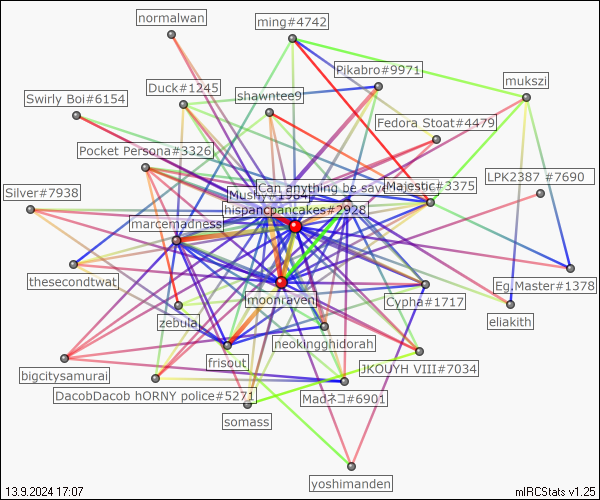 normalwan
ming#4742
Pikabro#9971
mukszi
Duck#1245
shawntee9
Swirly Boi#6154
Fedora Stoat#4479
Pocket Persona#3326
LPK2387 #7690
Majestic#3375
Can anything be save
Silver#7938
hispancpancakes#2928
marcemadness
thesecondtwat
Eg.Master#1378
moonraven
Cypha#1717
eliakith
zebula
neokingghidorah
frisout
JKOUYH VIII#7034
bigcitysamurai
DacobDacob hORNY police#5271
Madネコ#6901
somass
yoshimanden
13.9.2024 17:07
mIRCStats v1.25